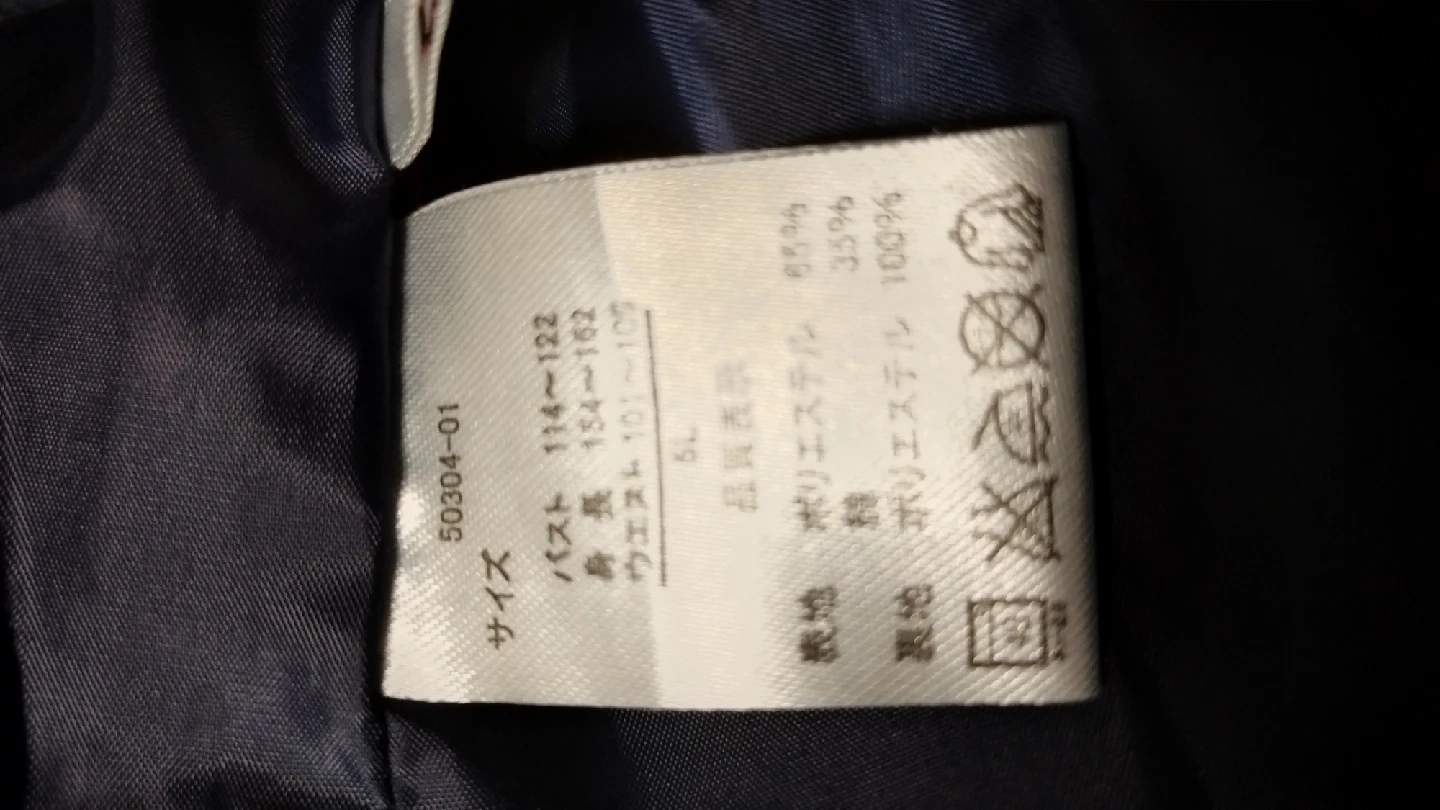 50304-01
サイズ
バスト 114～122
身長 154～162
ウエスト 101～109
5L
品質表示
表地 ポリエステル 65%
綿 35%
裏地 ポリエステル 100%